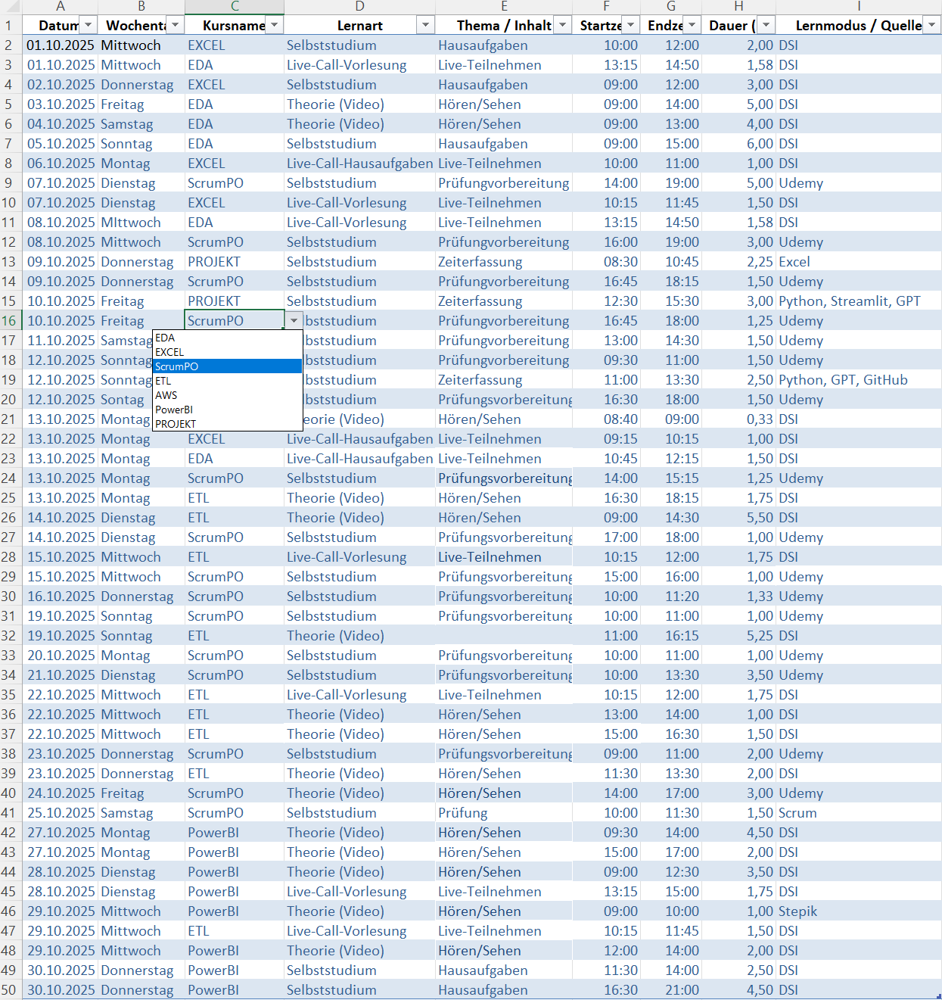 A B C D E F G H I
1 Datum Wochenta Kursname Lernart Thema / Inhalt Startze Endze Dauer ( Lernmodus / Quelle
2 01.10.2025 Mittwoch EXCEL Selbststudium Hausaufgaben 10:00 12:00 2,00 DSI
3 01.10.2025 Mittwoch EDA Live-Call-Vorlesung Live-Teilnehmen 13:15 14:50 1,58 DSI
4 02.10.2025 Donnerstag EXCEL Selbststudium Hausaufgaben 09:00 12:00 3,00 DSI
5 03.10.2025 Freitag EDA Theorie (Video) Hören/Sehen 09:00 14:00 5,00 DSI
6 04.10.2025 Samstag EDA Theorie (Video) Hören/Sehen 09:00 13:00 4,00 DSI
7 05.10.2025 Sonntag EDA Selbststudium Hausaufgaben 09:00 15:00 6,00 DSI
8 06.10.2025 Montag EXCEL Live-Call-Hausaufgaben Live-Teilnehmen 10:00 11:00 1,00 DSI
9 07.10.2025 Dienstag ScrumPO Selbststudium Prüfungvorbereitung 14:00 19:00 5,00 Udemy
10 07.10.2025 Dienstag EXCEL Live-Call-Vorlesung Live-Teilnehmen 10:15 11:45 1,50 DSI
11 08.10.2025 MIttwoch EDA Live-Call-Vorlesung Live-Teilnehmen 13:15 14:50 1,58 DSI
12 08.10.2025 Mittwoch ScrumPO Selbststudium Prüfungvorbereitung 16:00 19:00 3,00 Udemy
13 09.10.2025 Donnerstag PROJEKT Selbststudium Zeiterfassung 08:30 10:45 2,25 Excel
14 09.10.2025 Donnerstag ScrumPO Selbststudium Prüfungvorbereitung 16:45 18:15 1,50 Udemy
15 10.10.2025 Freitag PROJEKT Selbststudium Zeiterfassung 12:30 15:30 3,00 Python, Streamlit, GPT
16 10.10.2025 Freitag ScrumPO lbststudium Prüfungvorbereitung 16:45 18:00 1,25 Udemy
EDA
17 11.10.2025 Samstag lbststudium Prüfungvorbereitung 13:00 14:30 1,50 Udemy
EXCEL
18 12.10.2025 Sonntag lbststudium Prüfungvorbereitung 09:30 11:00 1,50 Udemy
ScrumPO
19 12.10.2025 Sonntag lbststudium Zeiterfassung 11:00 13:30 2,50 Python, GPT, GitHub
ETL
AWS
20 12.10.2025 Sontag lbststudium Prüfungsvorbereitung 16:30 18:00 1,50 Udemy
PowerBI
21 13.10.2025 Montag eorie (Video) Hören/Sehen 08:40 09:00 0,33 DSI
PROJEKT
22 13.10.2025 Montag EXCEL Live-Call-Hausaufgaben Live-Teilnehmen 09:15 10:15 1,00 DSI
23 13.10.2025 Montag EDA Live-Call-Hausaufgaben Live-Teilnehmen 10:45 12:15 1,50 DSI
24 13.10.2025 Montag ScrumPO Selbststudium Prüfungsvorbereitung 14:00 15:15 1,25 Udemy
25 13.10.2025 Montag ETL Theorie (Video) Hören/Sehen 16:30 18:15 1,75 DSI
26 14.10.2025 Dienstag ETL Theorie (Video) Hören/Sehen 09:00 14:30 5,50 DSI
27 14.10.2025 Dienstag ScrumPO Selbststudium Prüfungsvorbereitung 17:00 18:00 1,00 Udemy
28 15.10.2025 Mittwoch ETL Live-Call-Vorlesung Live-Teilnehmen 10:15 12:00 1,75 DSI
29 15.10.2025 Mittwoch ScrumPO Selbststudium Prüfungsvorbereitung 15:00 16:00 1,00 Udemy
30 16.10.2025 Donnerstag ScrumPO Selbststudium Prüfungsvorbereitung 10:00 11:20 1,33 Udemy
31 19.10.2025 Sonntag ScrumPO Selbststudium Prüfungsvorbereitung 10:00 11:00 1,00 Udemy
32 19.10.2025 Sonntag ETL Theorie (Video) 11:00 16:15 5,25 DSI
33 20.10.2025 Montag ScrumPO Selbststudium Prüfungsvorbereitung 10:00 11:00 1,00 Udemy
34 21.10.2025 Dienstag ScrumPO Selbststudium Prüfungsvorbereitung 10:00 13:30 3,50 Udemy
35 22.10.2025 Mittwoch ETL Live-Call-Vorlesung Live-Teilnehmen 10:15 12:00 1,75 DSI
36 22.10.2025 Mittwoch ETL Theorie (Video) Hören/Sehen 13:00 14:00 1,00 DSI
37 22.10.2025 Mittwoch ETL Theorie (Video) Hören/Sehen 15:00 16:30 1,50 DSI
38 23.10.2025 Donnerstag ScrumPO Selbststudium Prüfungsvorbereitung 09:00 11:00 2,00 Udemy
39 23.10.2025 Donnerstag ETL Theorie (Video) Hören/Sehen 11:30 13:30 2,00 DSI
40 24.10.2025 Freitag ScrumPO Theorie (Video) Hören/Sehen 14:00 17:00 3,00 Udemy
41 25.10.2025 Samstag ScrumPO Selbststudium Prüfung 10:00 11:30 1,50 Scrum
42 27.10.2025 Montag PowerBI Theorie (Video) Hören/Sehen 09:30 14:00 4,50 DSI
43 27.10.2025 Montag PowerBI Theorie (Video) Hören/Sehen 15:00 17:00 2,00 DSI
44 28.10.2025 Dienstag PowerBI Theorie (Video) Hören/Sehen 09:00 12:30 3,50 DSI
45 28.10.2025 Dienstag PowerBI Live-Call-Vorlesung Live-Teilnehmen 13:15 15:00 1,75 DSI
46 29.10.2025 Mittwoch PowerBI Theorie (Video) Hören/Sehen 09:00 10:00 1,00 Stepik
47 29.10.2025 Mittwoch ETL Live-Call-Vorlesung Live-Teilnehmen 10:15 11:45 1,50 DSI
48 29.10.2025 Mittwoch PowerBI Theorie (Video) Hören/Sehen 12:00 14:00 2,00 DSI
49 30.10.2025 Donnerstag PowerBI Selbststudium Hausaufgaben 11:30 14:00 2,50 DSI
50 30.10.2025 Donnerstag PowerBI Selbststudium Hausaufgaben 16:30 21:00 4,50 DSI